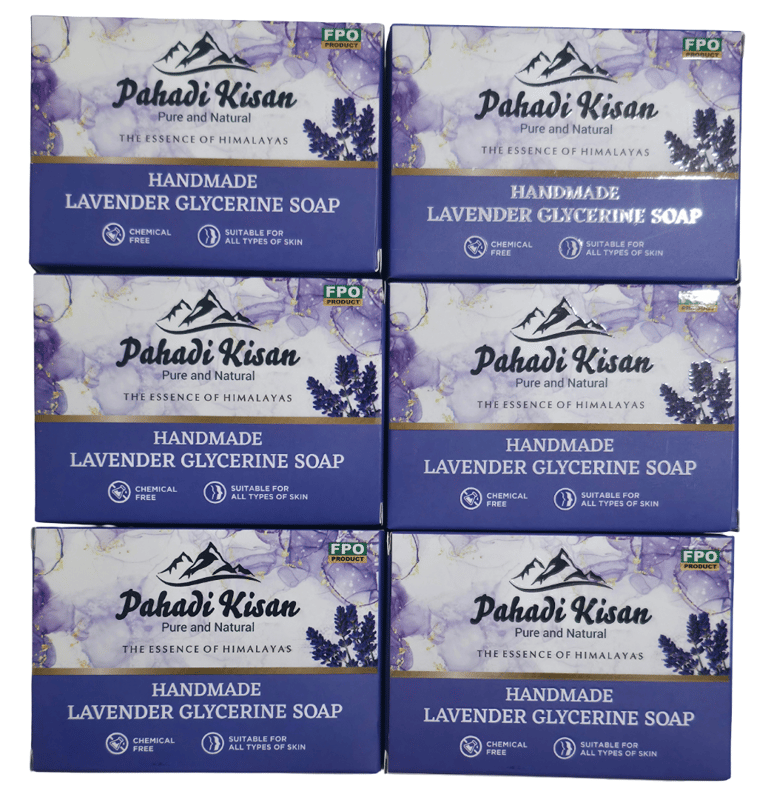 FPO
PRODUCT
Pahadi Kisan
Pure and Natural
THE ESSENCE OF HIMALAYAS
HANDMADE
LAVENDER GLYCERINE SOAP
CHEMICAL
FREE
SUITABLE FOR
ALL TYPES OF SKIN
FPO
PRODUCT
Pahadi Kisan
Pure and Natural
THE ESSENCE OF HIMALAYAS
HANDMADE
LAVENDER GLYCERINE SOAP
CHEMICAL
FREE
SUITABLE FOR
ALL TYPES OF SKIN
FPO
PRODUCT
Pahadi Kisan
Pure and Natural
THE ESSENCE OF HIMALAYAS
HANDMADE
LAVENDER GLYCERINE SOAP
CHEMICAL
FREE
SUITABLE FOR
ALL TYPES OF SKIN
PRODUCT
Pahadi Kisan
Pure and Natural
THE ESSENCE OF HIMALAYAS
HANDMADE
LAVENDER GLYCERINE SOAP
CHEMICAL
FREE
SUITABLE FOR
ALL TYPES OF SKIN
FPO
PRODUCT
Pahadi Kisan
Pure and Natural
THE ESSENCE OF HIMALAYAS
HANDMADE
LAVENDER GLYCERINE SOAP
CHEMICAL
FREE
SUITABLE FOR
ALL TYPES OF SKIN
FPO
PRODUCT
Pahadi Kisan
Pure and Natural
THE ESSENCE OF HIMALAYAS
HANDMADE
LAVENDER GLYCERINE SOAP
CHEMICAL
FREE
SUITABLE FOR
ALL TYPES OF SKIN